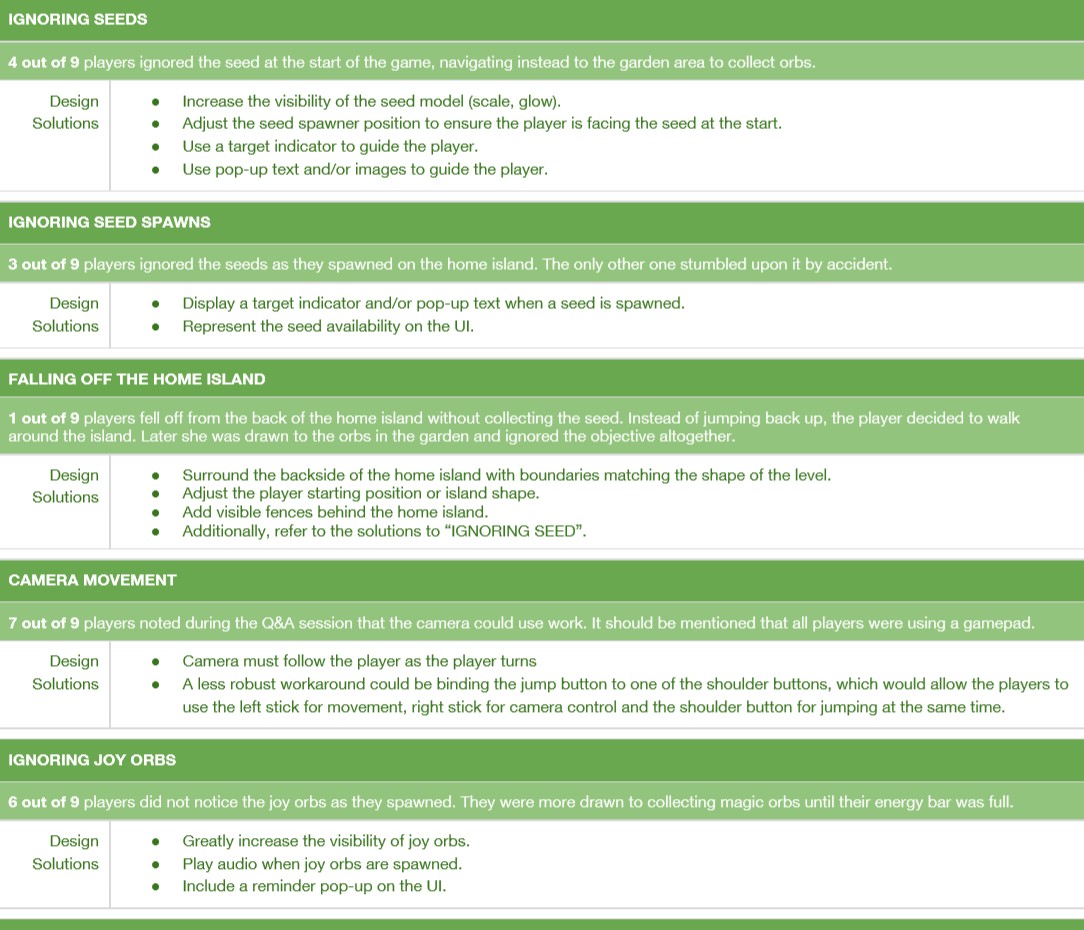 IGNORING SEEDS
4 out of 9 players ignored the seed at the start of the game, navigating instead to the garden area to collect orbs.
Design
Solutions
● Increase the visibility of the seed model (scale, glow).
● Adjust the seed spawner position to ensure the player is facing the seed at the start.
● Use a target indicator to guide the player.
● Use pop-up text and/or images to guide the player.
IGNORING SEED SPAWNS
3 out of 9 players ignored the seeds as they spawned on the home island. The only other one stumbled upon it by accident.
Design
Solutions
● Display a target indicator and/or pop-up text when a seed is spawned.
● Represent the seed availability on the UI.
FALLING OFF THE HOME ISLAND
1 out of 9 players fell off from the back of the home island without collecting the seed. Instead of jumping back up, the player decided to walk
around the island. Later she was drawn to the orbs in the garden and ignored the objective altogether.
Design
Solutions
● Surround the backside of the home island with boundaries matching the shape of the level.
● Adjust the player starting position or island shape.
● Add visible fences behind the home island.
● Additionally, refer to the solutions to “IGNORING SEED”.
CAMERA MOVEMENT
7 out of 9 players noted during the Q&A session that the camera could use work. It should be mentioned that all players were using a gamepad.
Design
Solutions
● Camera must follow the player as the player turns
● A less robust workaround could be binding the jump button to one of the shoulder buttons, which would allow the players to
use the left stick for movement, right stick for camera control and the shoulder button for jumping at the same time.
IGNORING JOY ORBS
6 out of 9 players did not notice the joy orbs as they spawned. They were more drawn to collecting magic orbs until their energy bar was full.
Design
Solutions
● Greatly increase the visibility of joy orbs.
● Play audio when joy orbs are spawned.
● Include a reminder pop-up on the UI.